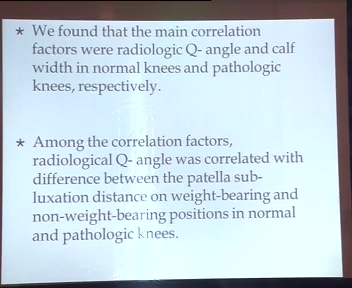 * We found that the main correlation
factors were radiologic Q- angle and calf
width in normal knees and pathologic
knees, respectively.
* Among the correlation factors,
radiological Q- angle was correlated with
difference between the patella sub-
luxation distance on weight-bearing and
non-weight-bearing positions in normal
and pathologic knees.